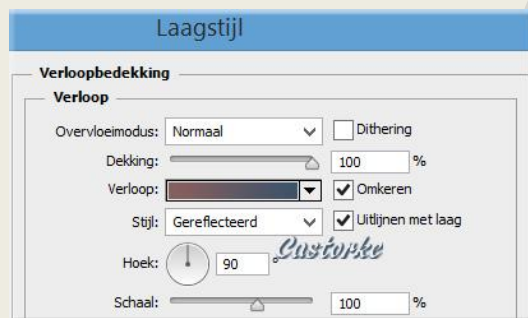 Laagstijl
Verloopbedekking
Verloop
Overvloeimodus: Normaal Dithering
Dekking: 100 %
Verloop: Omkeren
Stijl: Gereflecteerd Uitlijnen met laag
Castorke
Hoek: 90 °
Schaal: 100 %